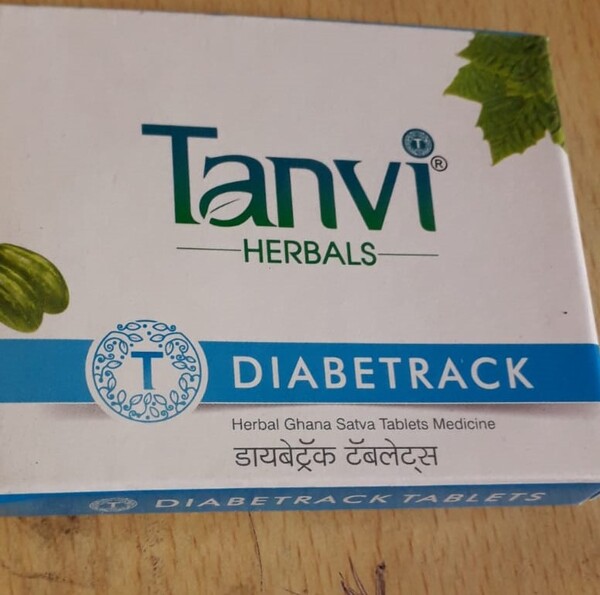 Tanvi®
HERBALS
T DIABETRACK
Herbal Ghana Satva Tablets Medicine
डायबेट्रॅक टॅबलेट्स
T DIABETRACK TABLETS